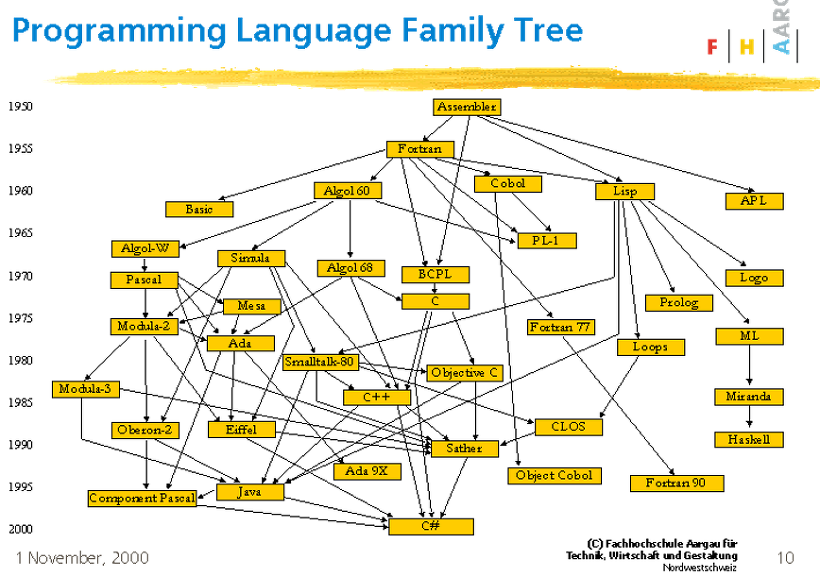 Programming Language Family Tree
F H AARG
1950
Assembler
1955
Fortran
1960
Algol 60
Cobol
Lisp
APL
Basic
1965
Algol-W
PL-1
Simula
Algol 68
BCPL
1970
Pascal
Logo
Mesa
C
Prolog
1975
Modula-2
Fortran 77
ML
Ada
Loops
1980
Smalltalk-80
Objective C
Modula-3
C++
Miranda
1985
Oberon-2
Eiffel
CLOS
Haskell
1990
Sather
Ada 9X
Object Cobol
Fortran 90
1995
Component Pascal
Java
2000
C#
1 November, 2000
(C) Fachhochschule Aargau für
Technik, Wirtschaft und Gestaltung
Nordwestschweiz
10